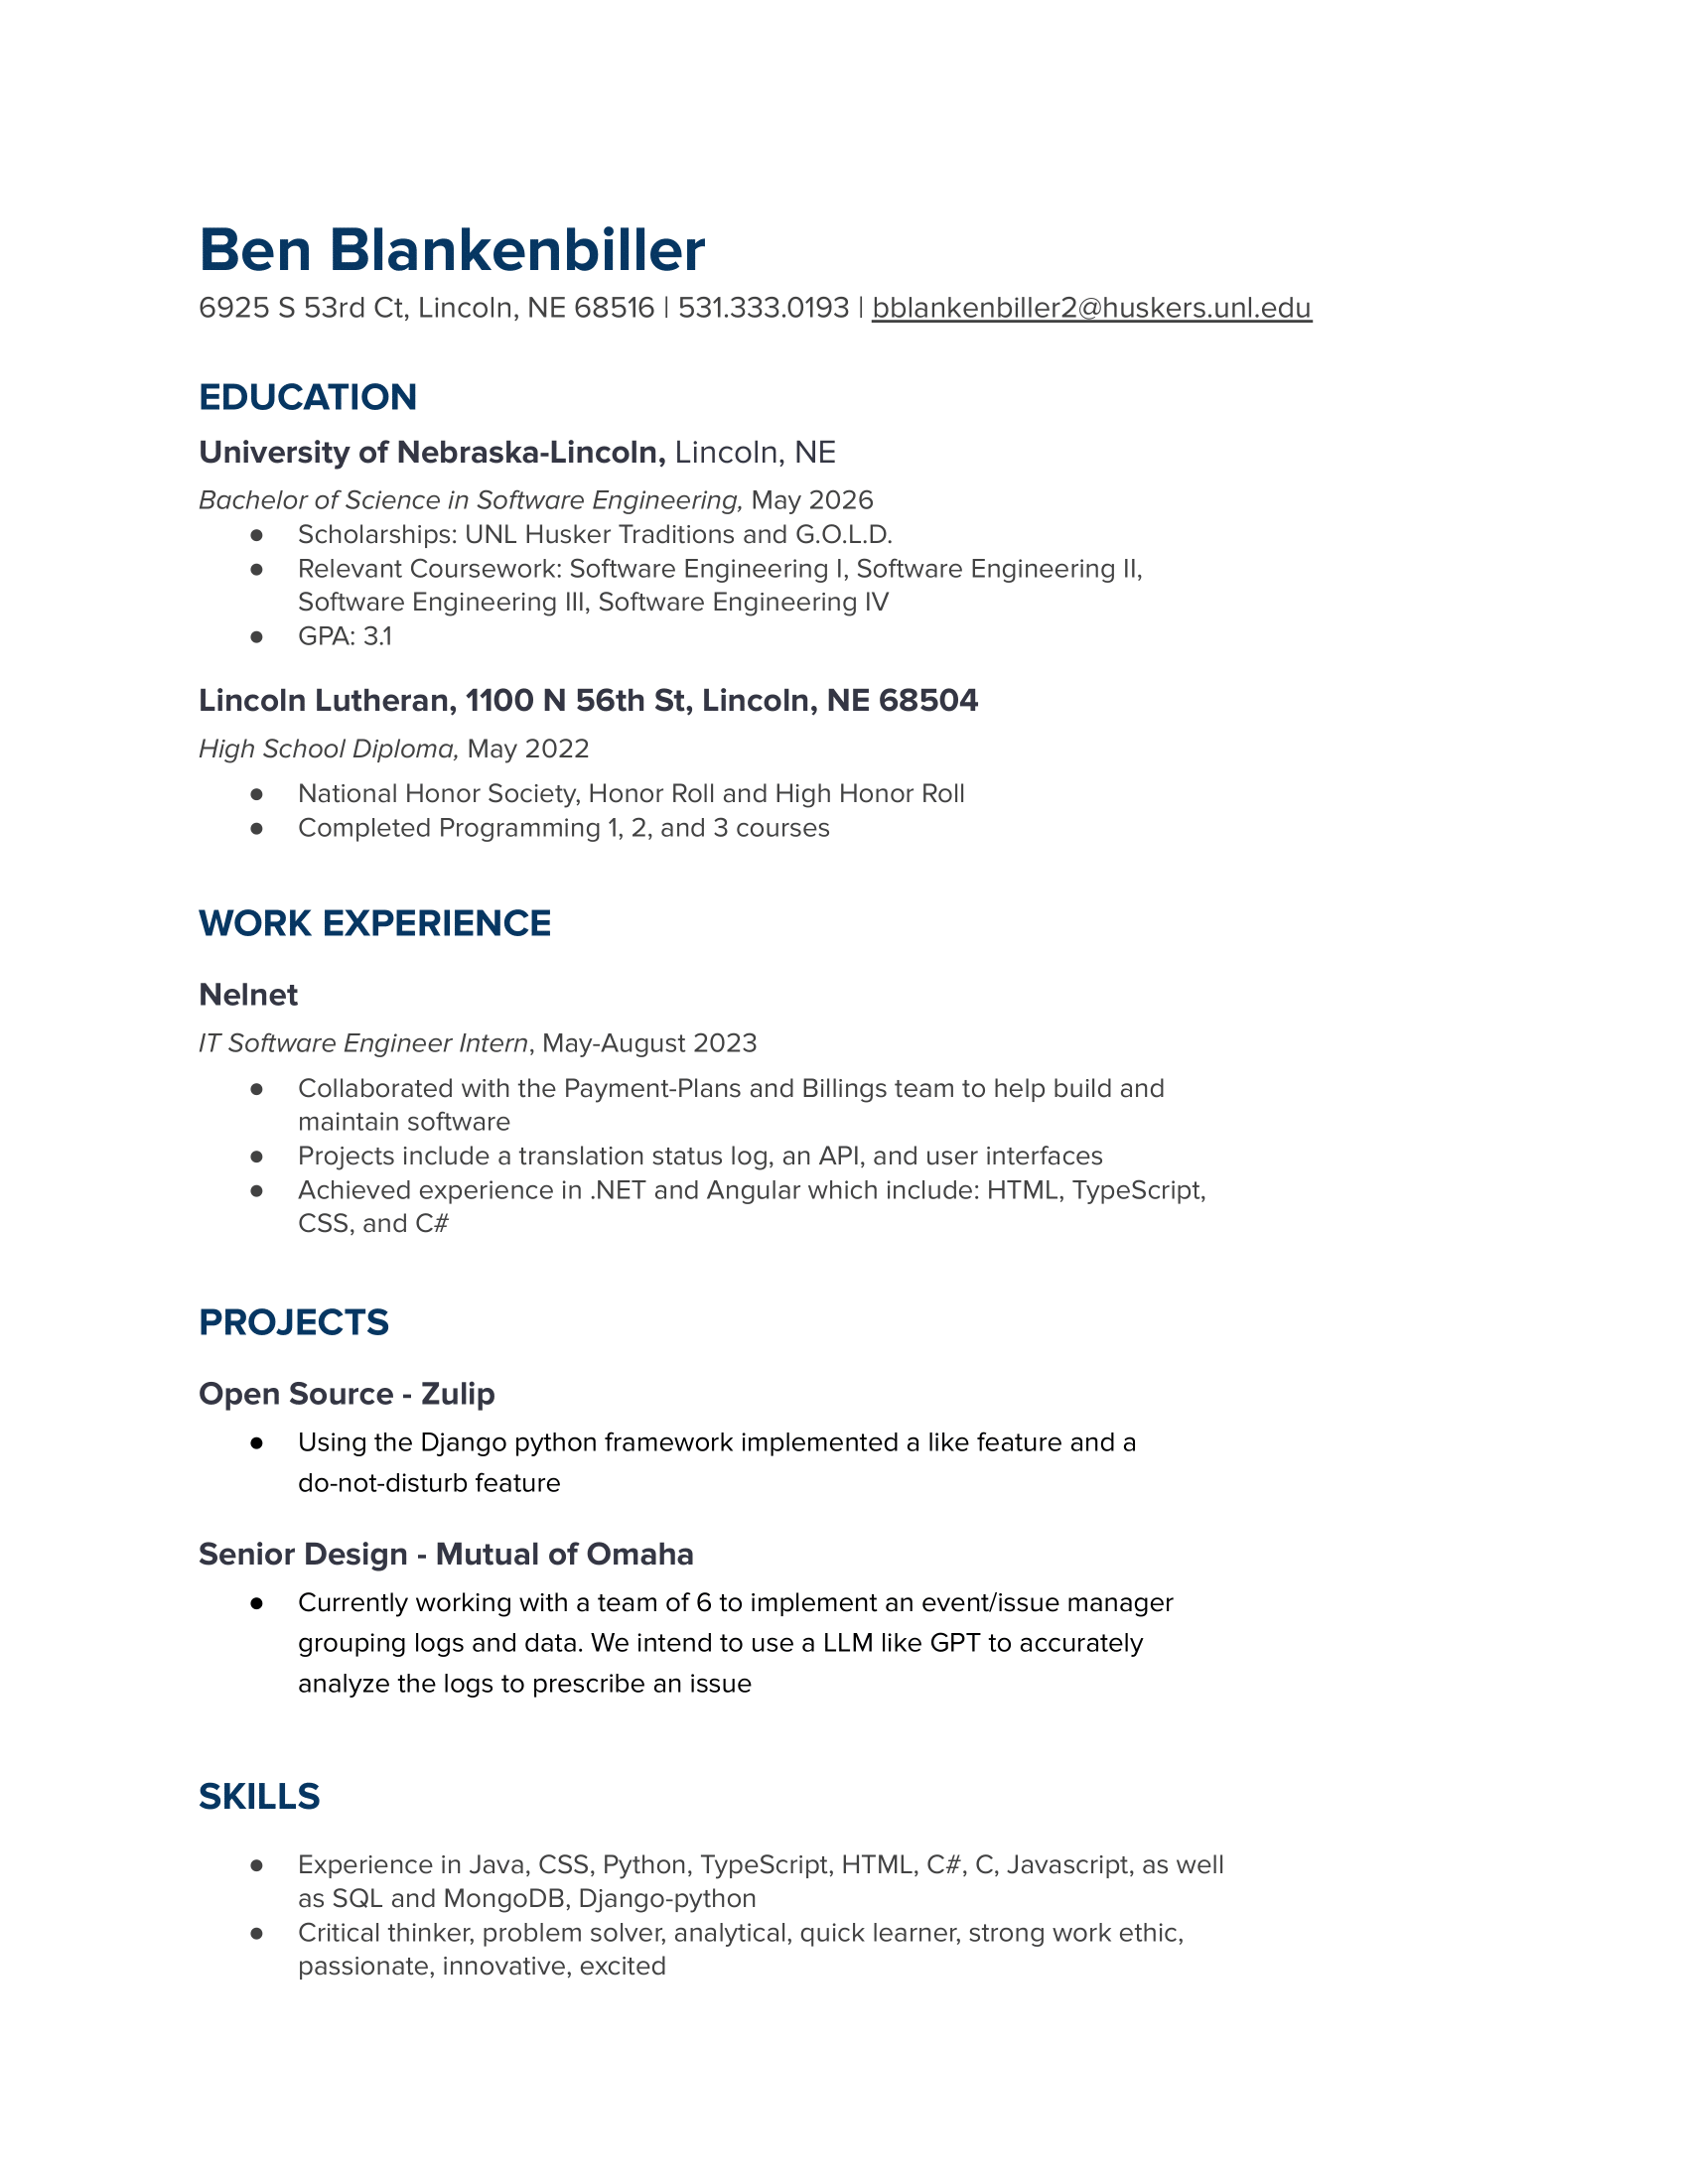 Ben Blankenbiller
6925 S 53rd Ct, Lincoln, NE 68516 | 531.333.0193 | bblankenbiller2@huskers.unl.edu
EDUCATION
University of Nebraska-Lincoln, Lincoln, NE
Bachelor of Science in Software Engineering, May 2026
● Scholarships: UNL Husker Traditions and G.O.L.D.
● Relevant Coursework: Software Engineering I, Software Engineering II,
Software Engineering III, Software Engineering IV
● GPA: 3.1
Lincoln Lutheran, 1100 N 56th St, Lincoln, NE 68504
High School Diploma, May 2022
● National Honor Society, Honor Roll and High Honor Roll
● Completed Programming 1, 2, and 3 courses
WORK EXPERIENCE
Nelnet
IT Software Engineer Intern, May-August 2023
● Collaborated with the Payment-Plans and Billings team to help build and
maintain software
● Projects include a translation status log, an API, and user interfaces
● Achieved experience in .NET and Angular which include: HTML, TypeScript,
CSS, and C#
PROJECTS
Open Source - Zulip
● Using the Django python framework implemented a like feature and a
do-not-disturb feature
Senior Design - Mutual of Omaha
● Currently working with a team of 6 to implement an event/issue manager
grouping logs and data. We intend to use a LLM like GPT to accurately
analyze the logs to prescribe an issue
SKILLS
● Experience in Java, CSS, Python, TypeScript, HTML, C#, C, Javascript, as well
as SQL and MongoDB, Django-python
● Critical thinker, problem solver, analytical, quick learner, strong work ethic,
passionate, innovative, excited